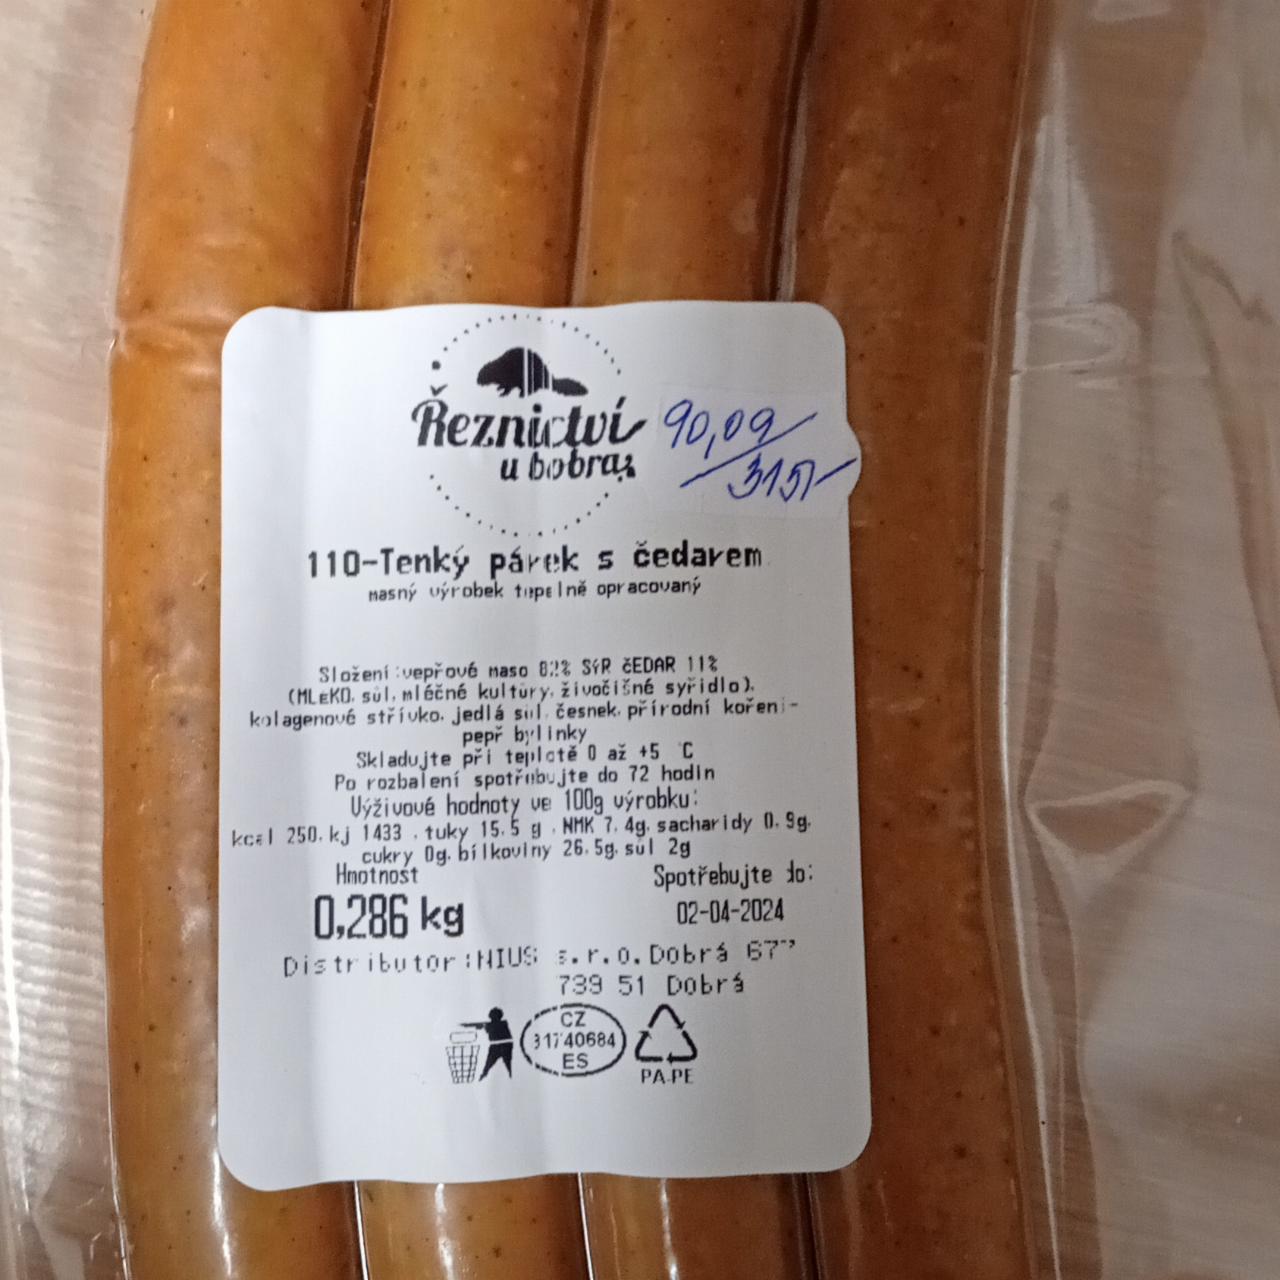 Řeznictví
u bobra
90,09
315,-
110-Tenký párek s čedarem
masný výrobek tepelně opracovaný
Složení:vepřové maso 82% SÝR čEDAR 11%
(MLéKO, sůl, mléčné kultury, živočišné syřidlo),
kolagenové střívko, jedlá sůl, česnek, přírodní koření-
pepř bylinky
Skladujte při teplotě 0 až +5 °C
Po rozbalení spotřebujte do 72 hodin
Výživové hodnoty ve 100g výrobku:
kcal 250, kj 1433 , tuky 15,5 g , NMK 7,4g, sacharidy 0,9g,
cukry 0g, bílkoviny 26,5g, sůl 2g
Hmotnost
Spotřebujte do:
0,286 kg
02-04-2024
Distributor:NIUS s.r.o.Dobrá
739 51 Dobrá
CZ
31740684
ES
PA-PE